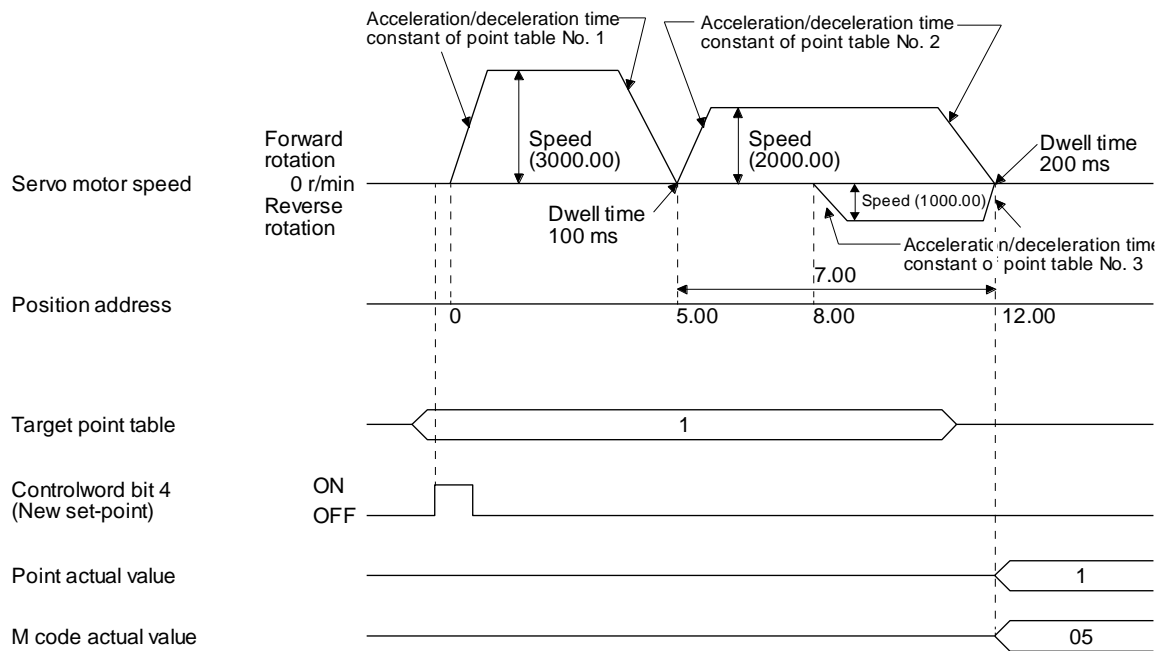 Acceleration/deceleration time
constant of point table No. 1
Acceleration/deceleration time
constant of point table No. 2
Forward
rotation
Speed
(3000.00)
Speed
(2000.00)
Dwell time
200 ms
Servo motor speed
0 r/min
Reverse
rotation
Dwell time
100 ms
Speed (1000.00)
Acceleration/deceleration time
constant of point table No. 3
7.00
Position address
0
5.00
8.00
12.00
Target point table
1
Controlword bit 4
(New set-point)
ON
OFF
Point actual value
1
M code actual value
05